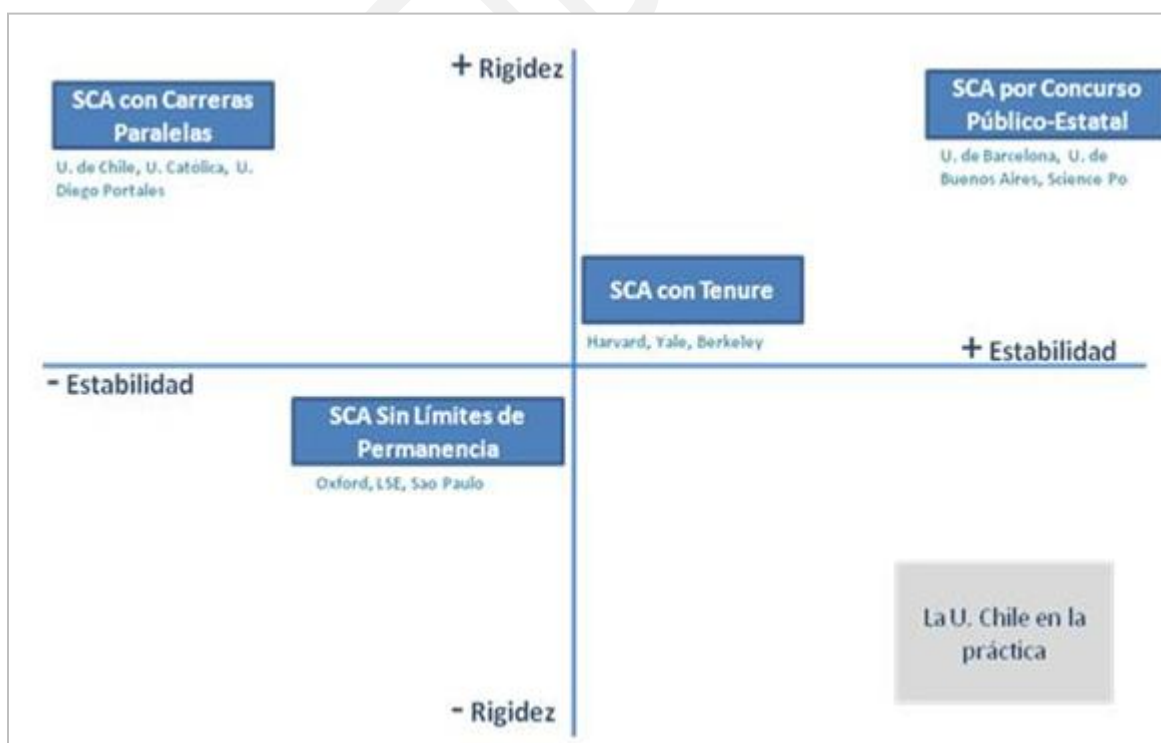 + Rigidez
SCA con Carreras
Paralelas
U. de Chile, U. Católica, U.
Diego Portales
SCA por Concurso
Público-Estatal
U. de Barcelona, U. de
Buenos Aires, Science Po
SCA con Tenure
Harvard, Yale, Berkeley
+ Estabilidad
- Estabilidad
SCA Sin Límites de
Permanencia
Oxford, LSE, Sao Paulo
La U. Chile en la
práctica
- Rigidez